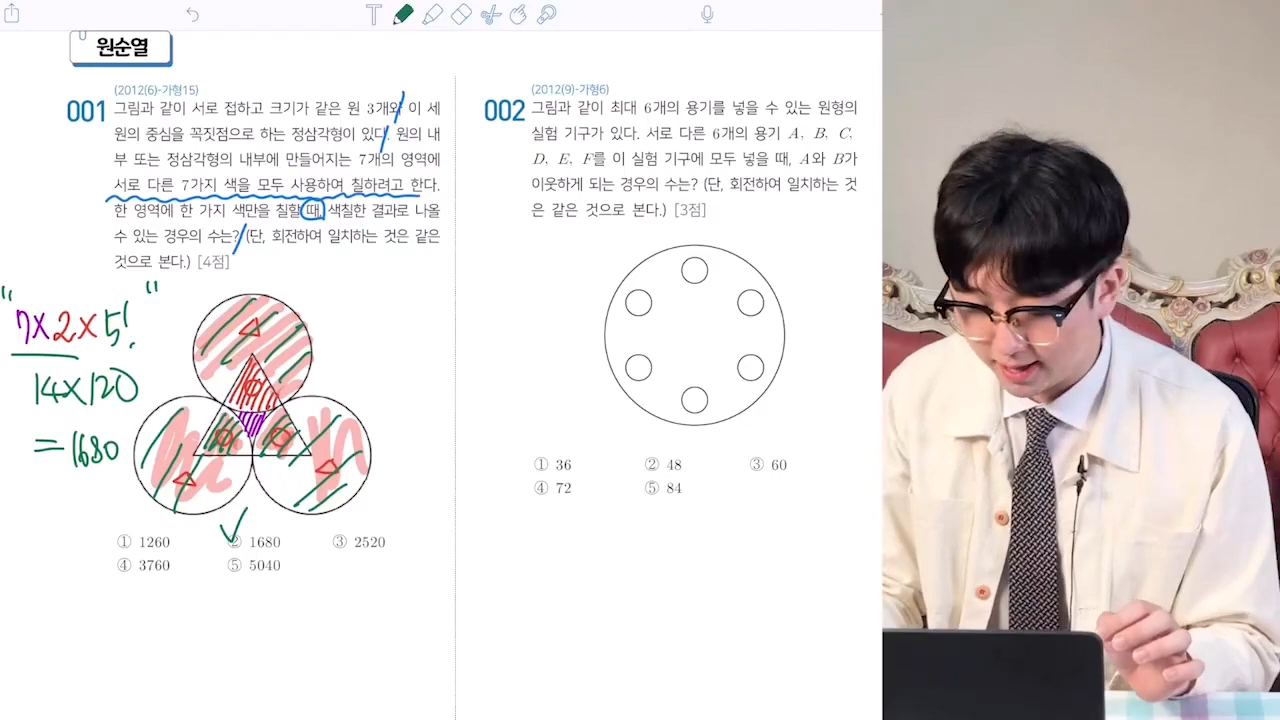 원순열
(2012(6)-가형15)
001 그림과 같이 서로 접하고 크기가 같은 원 3개와 이 세
원의 중심을 꼭짓점으로 하는 정삼각형이 있다. 원의 내
부 또는 정삼각형의 내부에 만들어지는 7개의 영역에
서로 다른 7가지 색을 모두 사용하여 칠하려고 한다.
한 영역에 한 가지 색만을 칠할 때, 색칠한 결과로 나올
수 있는 경우의 수는? (단, 회전하여 일치하는 것은 같은
것으로 본다.) [4점]
"7×2×5!"
14×120
=1680
① 1260 ② 1680 ③ 2520
④ 3760 ⑤ 5040
(2012(9)-가형6)
002 그림과 같이 최대 6개의 용기를 넣을 수 있는 원형의
실험 기구가 있다. 서로 다른 6개의 용기 A, B, C,
D, E, F를 이 실험 기구에 모두 넣을 때, A와 B가
이웃하게 되는 경우의 수는? (단, 회전하여 일치하는 것
은 같은 것으로 본다.) [3점]
① 36 ② 48 ③ 60
④ 72 ⑤ 84